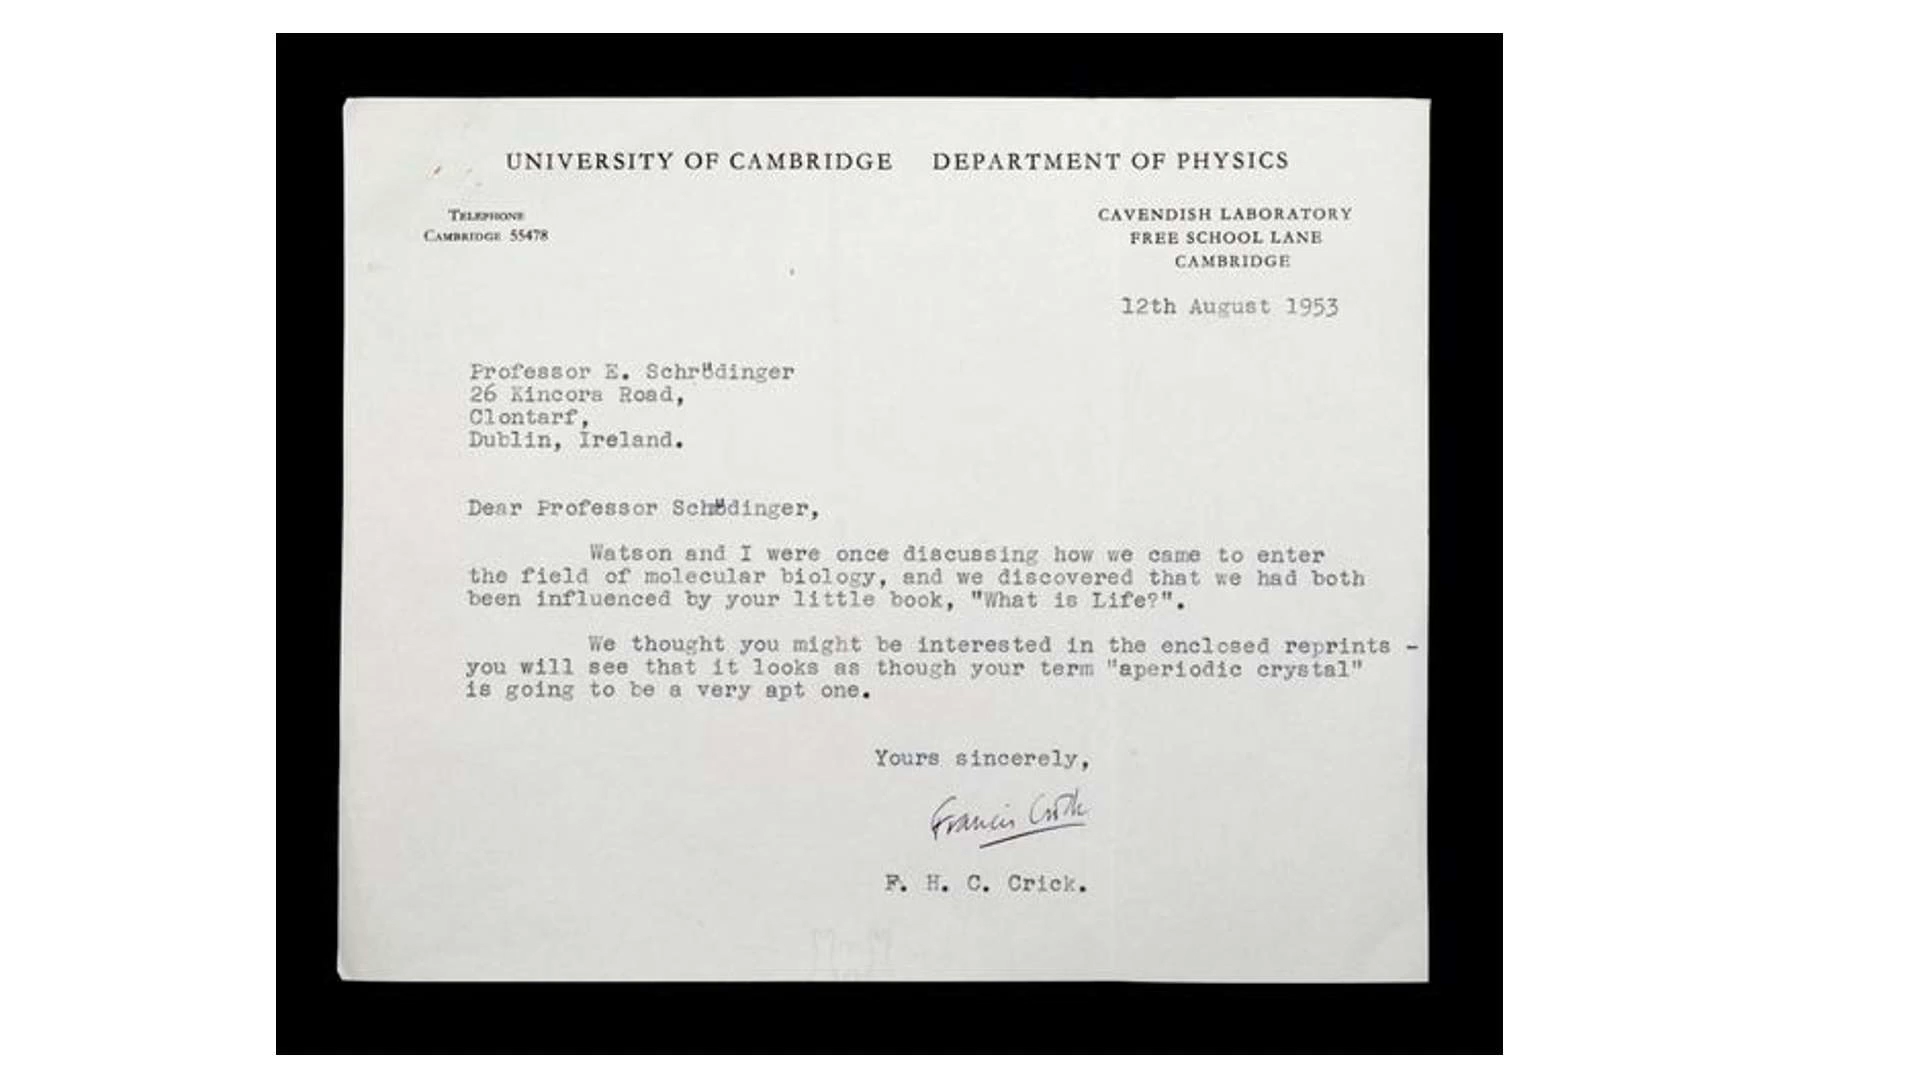 UNIVERSITY OF CAMBRIDGE DEPARTMENT OF PHYSICS
TELEPHONE
CAMBRIDGE 55478
CAVENDISH LABORATORY
FREE SCHOOL LANE
CAMBRIDGE
12th August 1953
Professor E. Schrödinger
26 Kincora Road,
Clontarf,
Dublin, Ireland.
Dear Professor Schrödinger,
Watson and I were once discussing how we came to enter
the field of molecular biology, and we discovered that we had both
been influenced by your little book, "What is Life?".
We thought you might be interested in the enclosed reprints -
you will see that it looks as though your term "aperiodic crystal"
is going to be a very apt one.
Yours sincerely,
Francis Crick
F. H. C. Crick.